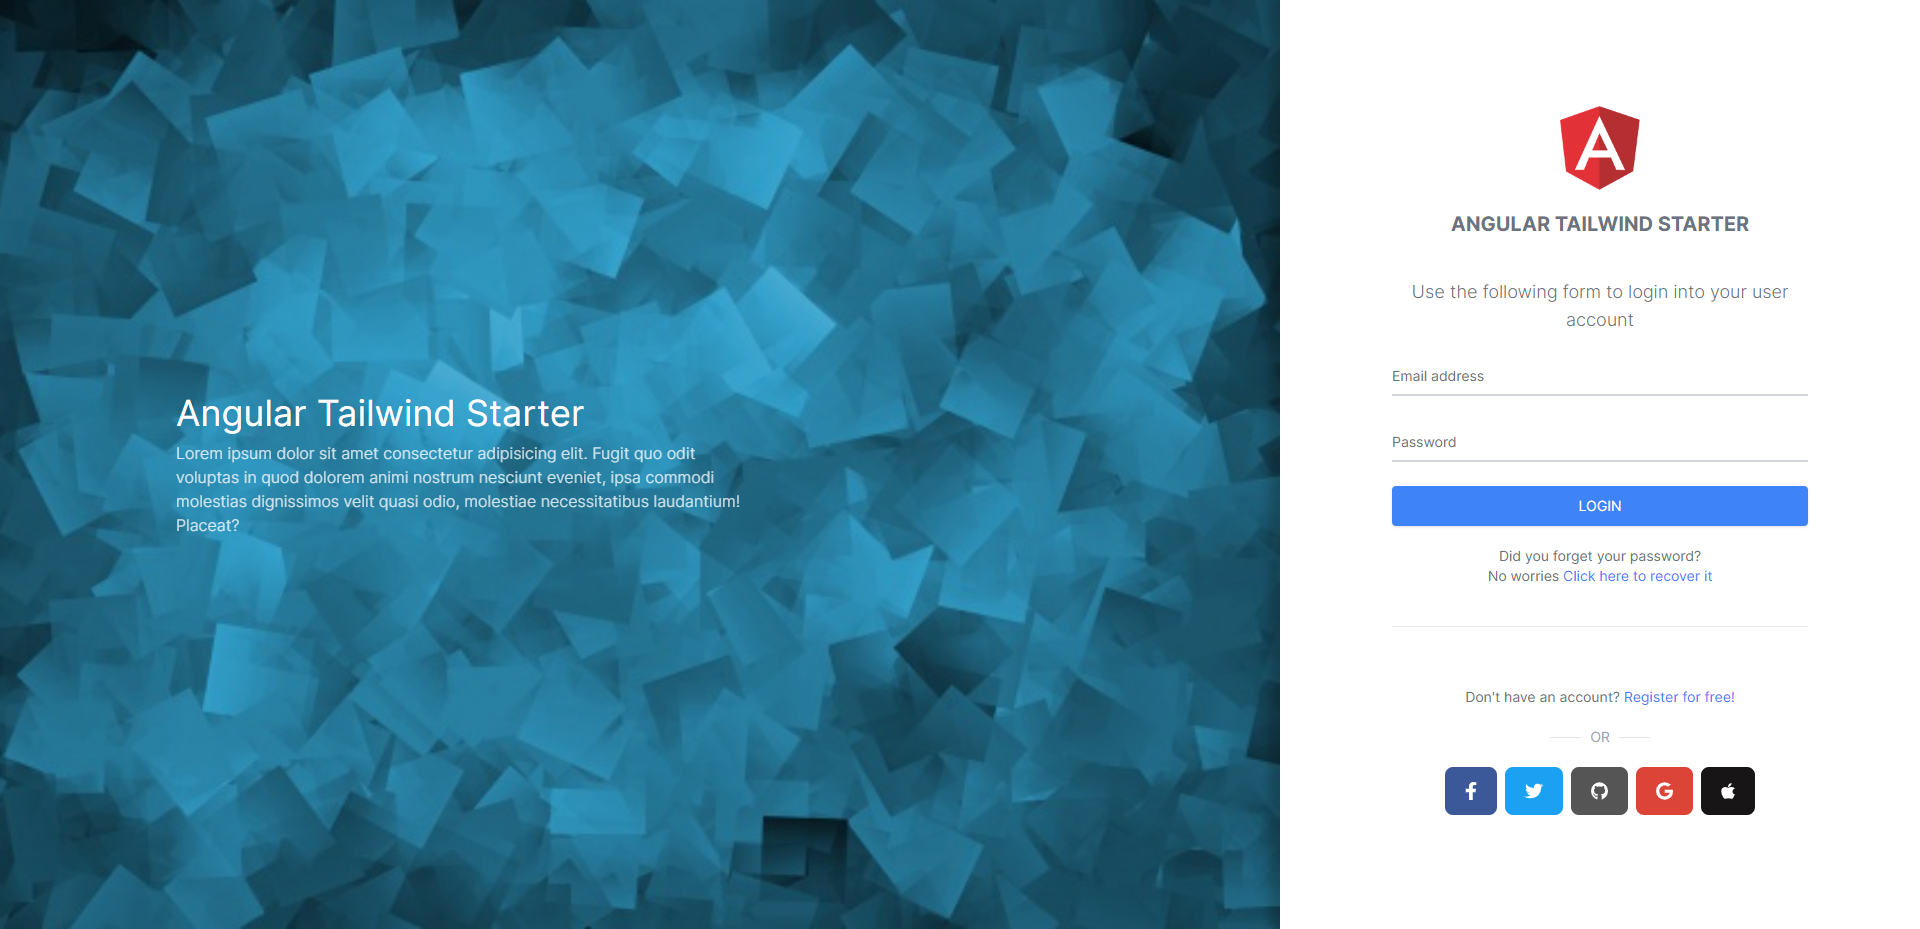 Angular Tailwind Starter
Lorem ipsum dolor sit amet consectetur adipisicing elit. Fugit quo odit
voluptas in quod dolorem animi nostrum nesciunt eveniet, ipsa commodi
molestias dignissimos velit quasi odio, molestiae necessitatibus laudantium!
Placeat?
A
ANGULAR TAILWIND STARTER
Use the following form to login into your user
account
Email address
Password
LOGIN
Did you forget your password?
No worries Click here to recover it
Don't have an account? Register for free!
OR